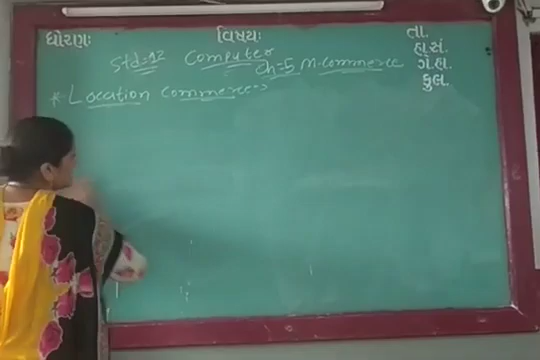 ધોરણઃ વિષયઃ તા.
હા.સં.
ગે.હા.
કુલ.
Std=12 Computer
Ch=5 M-commerce
* Location commerce->